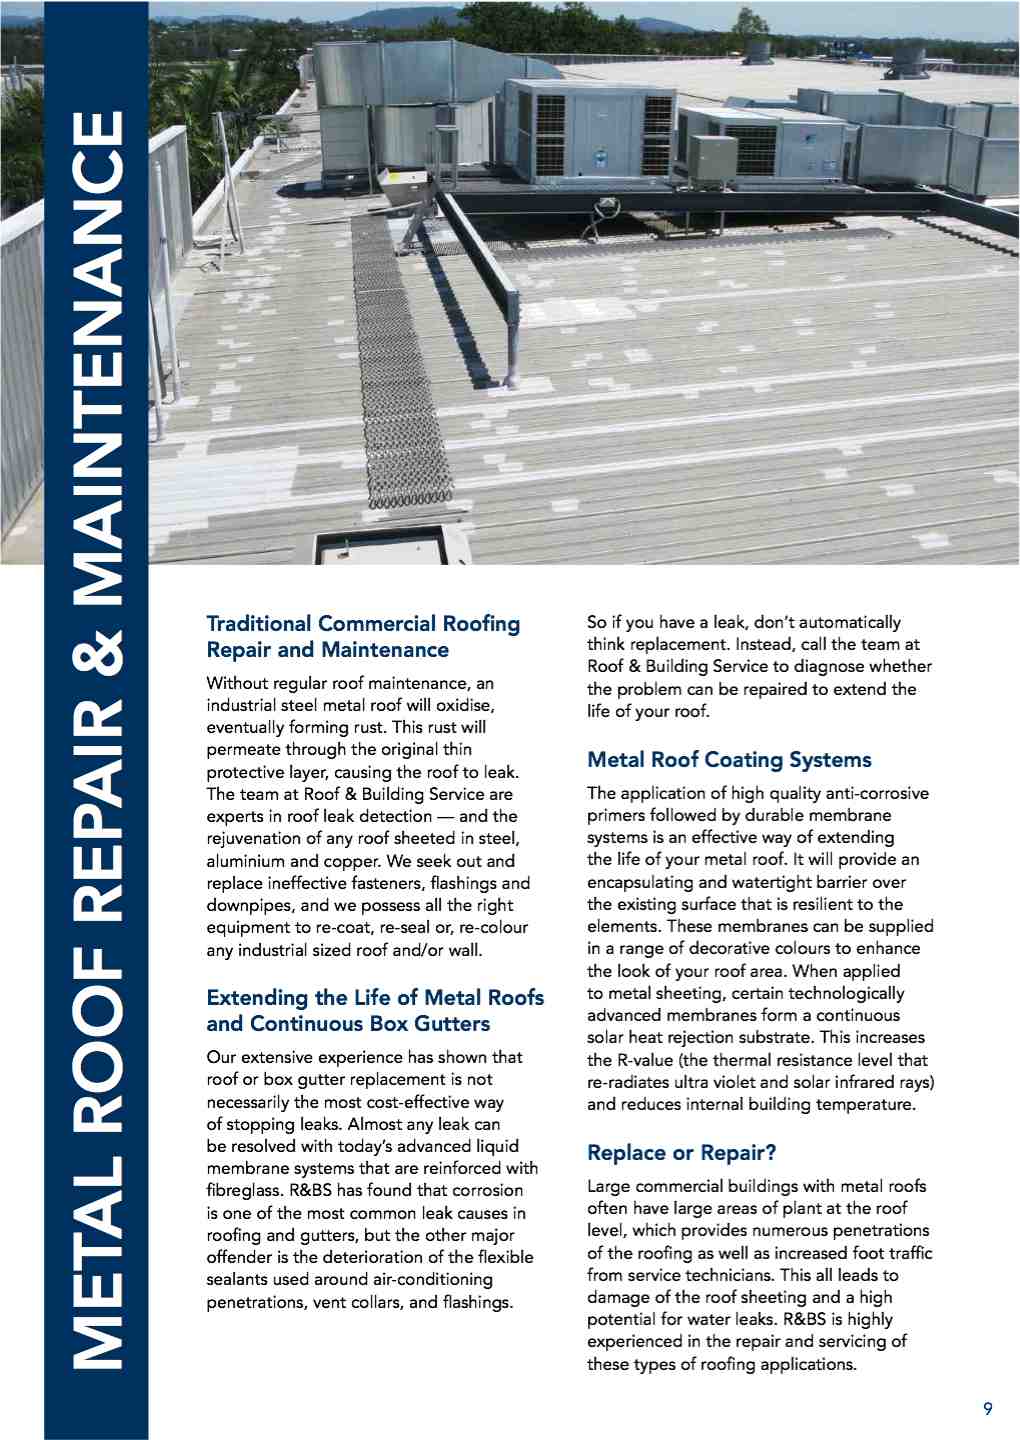 METAL ROOF REPAIR & MAINTENANCE
Traditional Commercial Roofing
Repair and Maintenance
Without regular roof maintenance, an
industrial steel metal roof will oxidise,
eventually forming rust. This rust will
permeate through the original thin
protective layer, causing the roof to leak.
The team at Roof & Building Service are
experts in roof leak detection — and the
rejuvenation of any roof sheeted in steel,
aluminium and copper. We seek out and
replace ineffective fasteners, flashings and
downpipes, and we possess all the right
equipment to re-coat, re-seal or, re-colour
any industrial sized roof and/or wall.
Extending the Life of Metal Roofs
and Continuous Box Gutters
Our extensive experience has shown that
roof or box gutter replacement is not
necessarily the most cost-effective way
of stopping leaks. Almost any leak can
be resolved with today’s advanced liquid
membrane systems that are reinforced with
fibreglass. R&BS has found that corrosion
is one of the most common leak causes in
roofing and gutters, but the other major
offender is the deterioration of the flexible
sealants used around air-conditioning
penetrations, vent collars, and flashings.
So if you have a leak, don’t automatically
think replacement. Instead, call the team at
Roof & Building Service to diagnose whether
the problem can be repaired to extend the
life of your roof.
Metal Roof Coating Systems
The application of high quality anti-corrosive
primers followed by durable membrane
systems is an effective way of extending
the life of your metal roof. It will provide an
encapsulating and watertight barrier over
the existing surface that is resilient to the
elements. These membranes can be supplied
in a range of decorative colours to enhance
the look of your roof area. When applied
to metal sheeting, certain technologically
advanced membranes form a continuous
solar heat rejection substrate. This increases
the R-value (the thermal resistance level that
re-radiates ultra violet and solar infrared rays)
and reduces internal building temperature.
Replace or Repair?
Large commercial buildings with metal roofs
often have large areas of plant at the roof
level, which provides numerous penetrations
of the roofing as well as increased foot traffic
from service technicians. This all leads to
damage of the roof sheeting and a high
potential for water leaks. R&BS is highly
experienced in the repair and servicing of
these types of roofing applications.
9